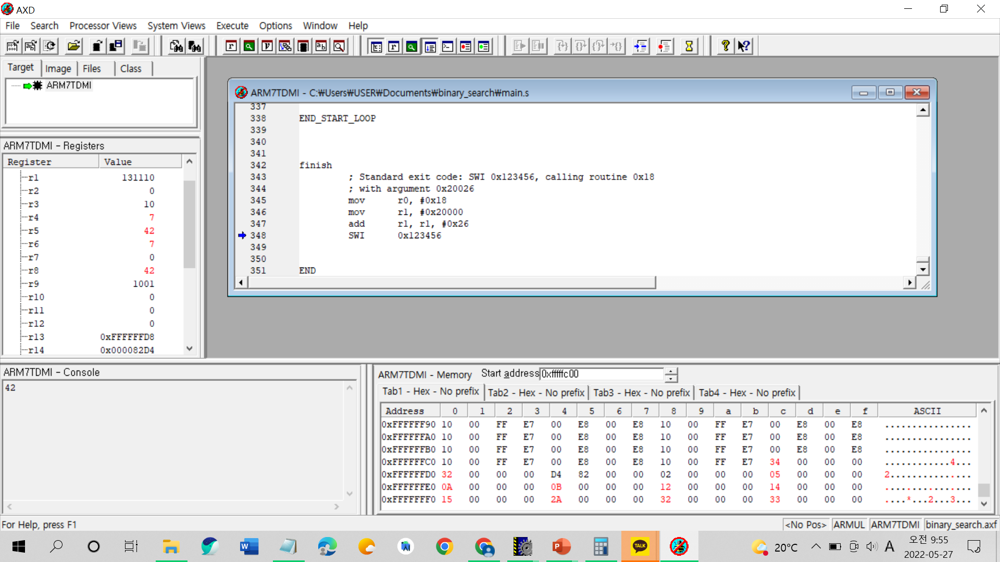 AXD
File Search Processor Views System Views Execute Options Window Help
Target Image Files Class
ARM7TDMI
ARM7TDMI - Registers
Register Value
r1 131110
r2 0
r3 10
r4 7
r5 42
r6 7
r7 0
r8 42
r9 1001
r10 0
r11 0
r12 0
r13 0xFFFFFFD8
r14 0x000082D4
ARM7TDMI - C:₩Users₩USER₩Documents₩binary_search₩main.s
337
338 END_START_LOOP
339
340
341
342 finish
343 ; Standard exit code: SWI 0x123456, calling routine 0x18
344 ; with argument 0x20026
345 mov r0, #0x18
346 mov r1, #0x20000
347 add r1, r1, #0x26
348 SWI 0x123456
349
350
351 END
ARM7TDMI - Console
42
ARM7TDMI - Memory Start address 0xfffffc00
Tab1 - Hex - No prefix Tab2 - Hex - No prefix Tab3 - Hex - No prefix Tab4 - Hex - No prefix
Address 0 1 2 3 4 5 6 7 8 9 a b c d e f ASCII
0xFFFFFF90 10 00 FF E7 00 E8 00 E8 10 00 FF E7 00 E8 00 E8 ................
0xFFFFFFA0 10 00 FF E7 00 E8 00 E8 10 00 FF E7 00 E8 00 E8 ................
0xFFFFFFB0 10 00 FF E7 00 E8 00 E8 10 00 FF E7 00 E8 00 E8 ................
0xFFFFFFC0 10 00 FF E7 00 E8 00 E8 10 00 FF E7 34 00 00 00 ............4...
0xFFFFFFD0 32 00 00 00 D4 82 00 00 02 00 00 00 05 00 00 00 2...............
0xFFFFFFE0 0A 00 00 00 0B 00 00 00 12 00 00 00 14 00 00 00 ................
0xFFFFFFF0 15 00 00 00 2A 00 00 00 32 00 00 00 33 00 00 00 ....*...2...3...
For Help, press F1
<No Pos> ARMUL ARM7TDMI binary_search.axf
W P TALK
20°C A 오전 9:55
2022-05-27